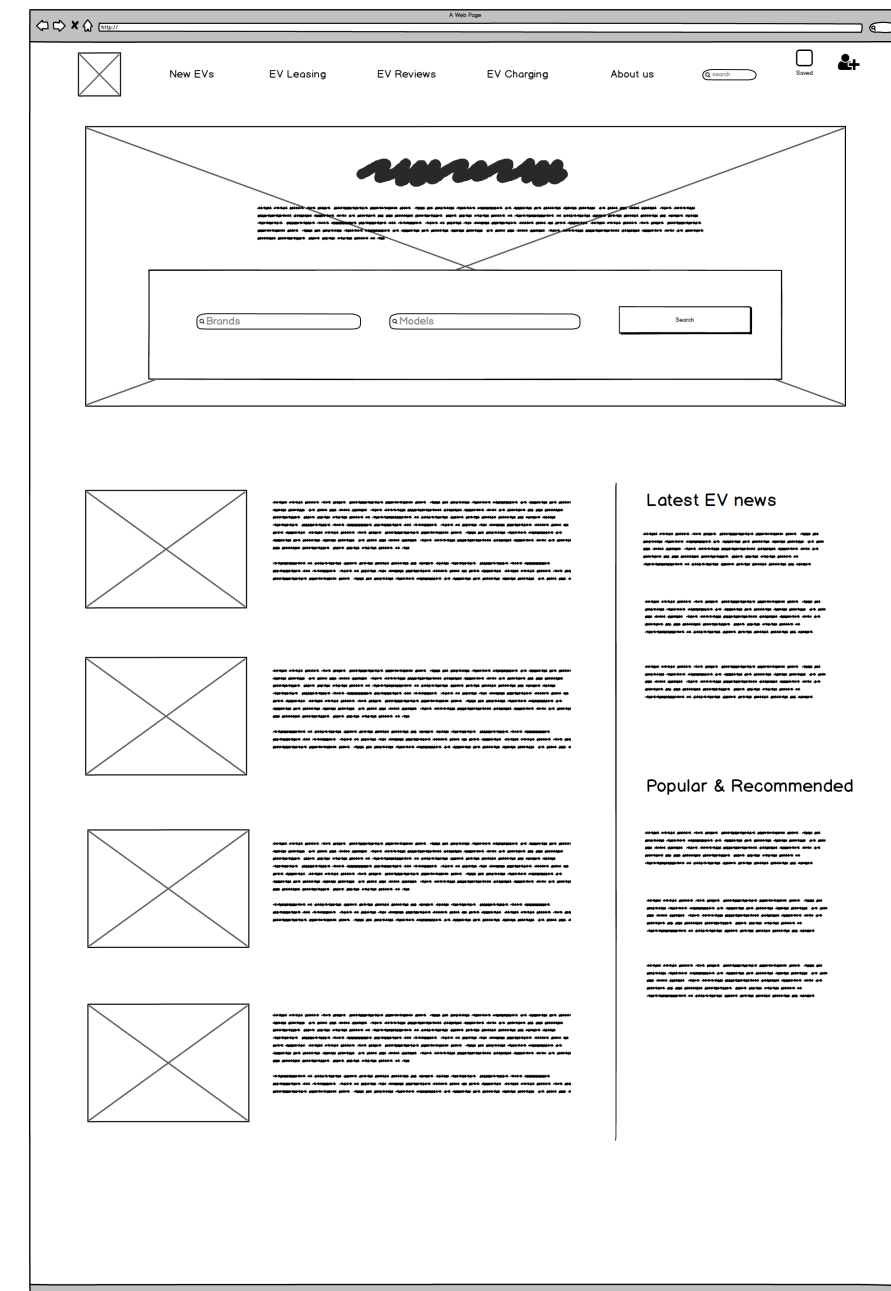 A Web Page
http://
New EVs
EV Leasing
EV Reviews
EV Charging
About us
search
Saved
Brands
Models
Search
Latest EV news
Popular & Recommended